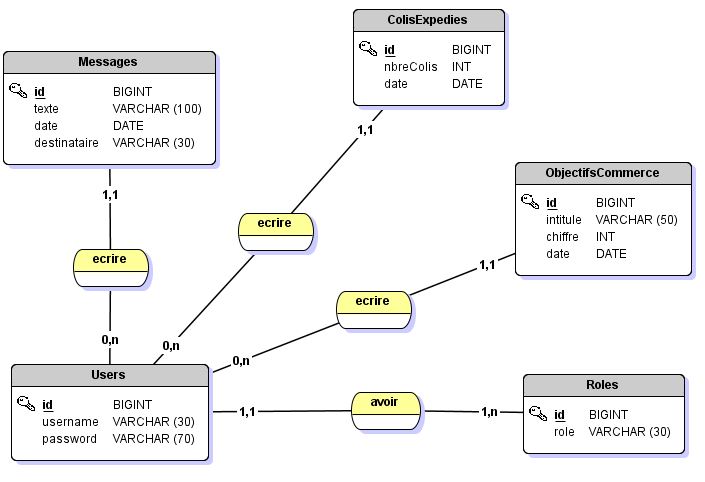 ColisExpedies
id BIGINT
nbreColis INT
date DATE
Messages
id BIGINT
texte VARCHAR (100)
date DATE
destinataire VARCHAR (30)
1,1
1,1
ObjectifsCommerce
id BIGINT
intitule VARCHAR (50)
chiffre INT
date DATE
ecrire
ecrire
1,1
ecrire
0,n
0,n
0,n
Users
id BIGINT
username VARCHAR (30)
password VARCHAR (70)
1,1
avoir
1,n
Roles
id BIGINT
role VARCHAR (30)